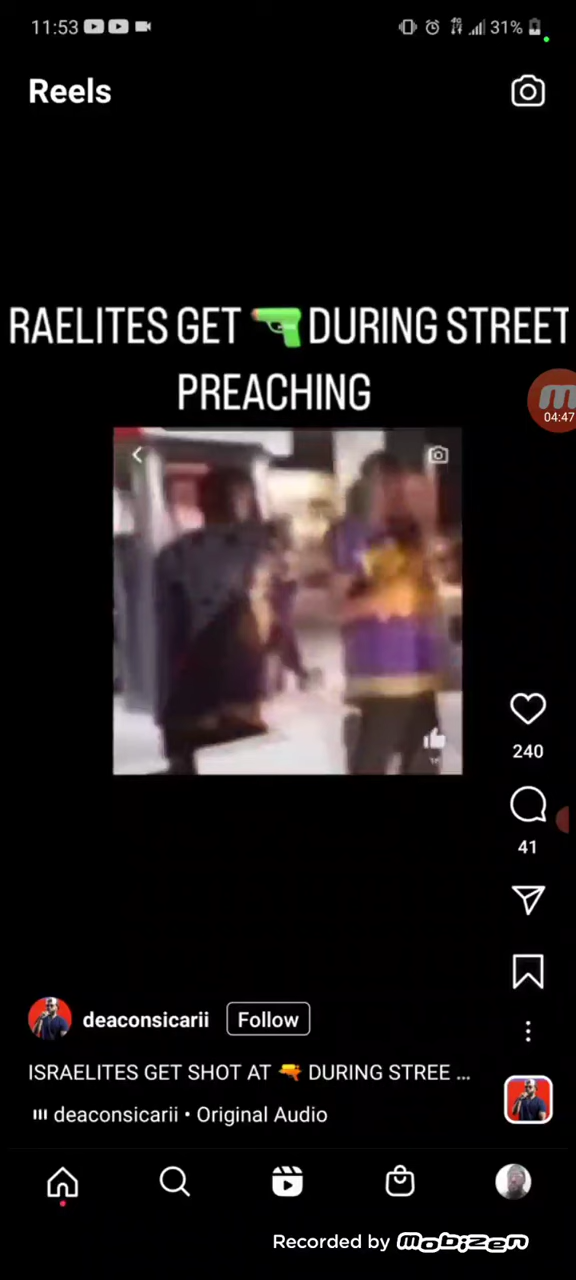 11:53
4G
31%
Reels
RAELITES GET 🔫 DURING STREET
PREACHING
04:47
240
41
deaconsicarii
Follow
ISRAELITES GET SHOT AT 🔫 DURING STREE ...
deaconsicarii • Original Audio
Recorded by mobizen